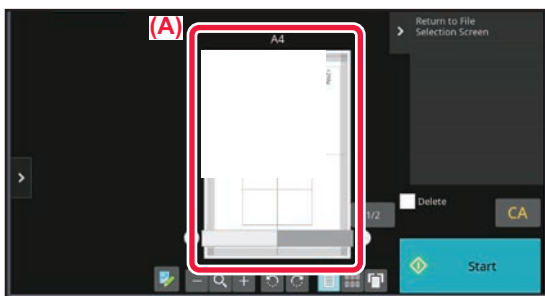 (A)
A4
Return to File
Selection Screen
1/2
Delete
CA
Start